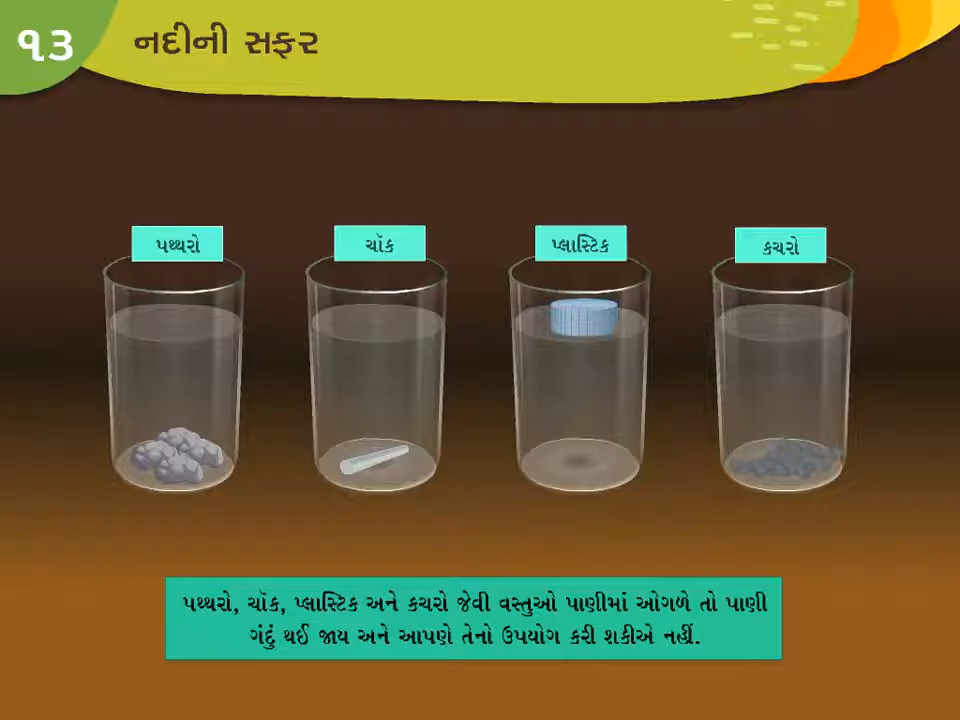 ૧૩
નદીની સફર
પથ્થરો
ચૉક
પ્લાસ્ટિક
કચરો
પથ્થરો, ચૉક, પ્લાસ્ટિક અને કચરો જેવી વસ્તુઓ પાણીમાં ઓગળે તો પાણી
ગંદું થઈ જાય અને આપણે તેનો ઉપયોગ કરી શકીએ નહીં.